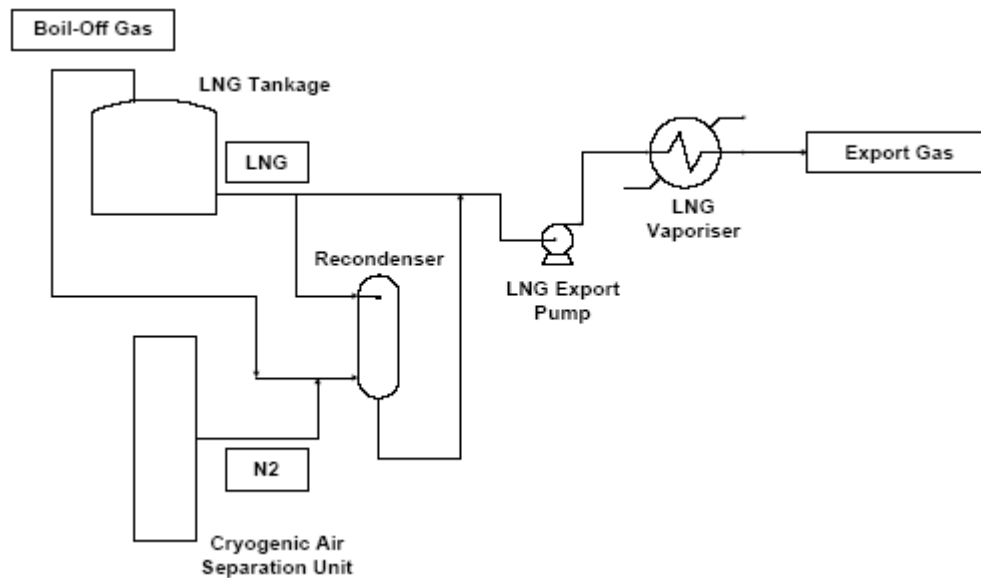 Boil-Off Gas
LNG Tankage
LNG
Export Gas
LNG
Vaporiser
Recondenser
LNG Export
Pump
N2
Cryogenic Air
Separation Unit